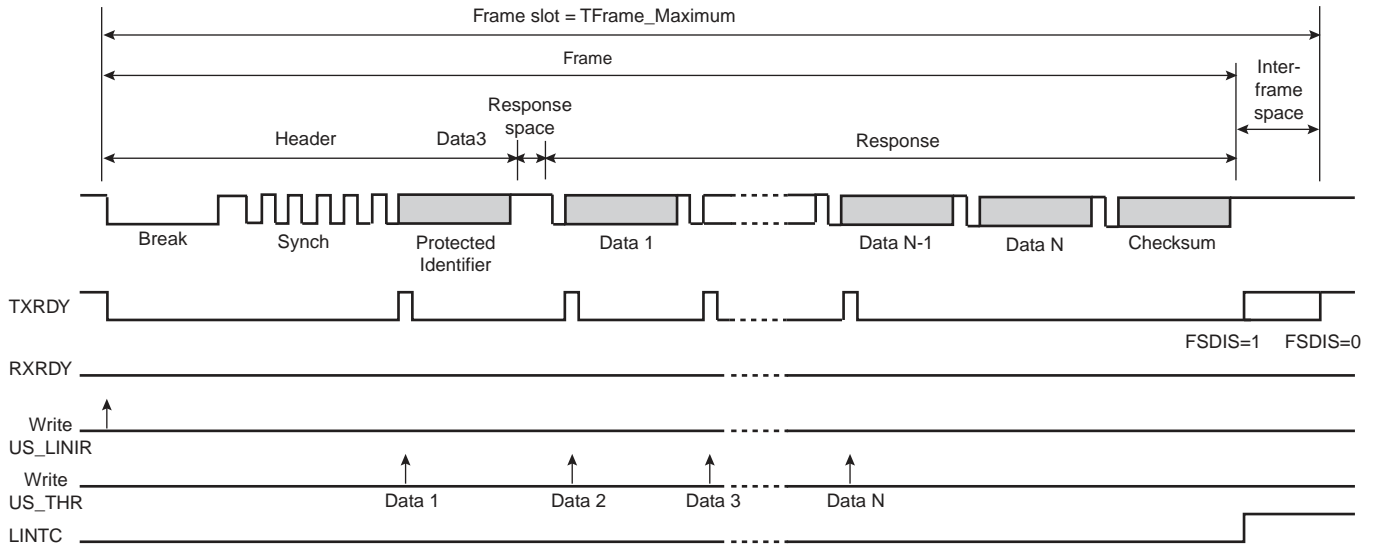 Frame slot = TFrame_Maximum
Frame
Inter-
frame
space
Response
space
Header
Data3
Response
Break
Synch
Protected
Identifier
Data 1
Data N-1
Data N
Checksum
TXRDY
FSDIS=1
FSDIS=0
RXRDY
Write
US_LINIR
Write
US_THR
Data 1
Data 2
Data 3
Data N
LINTC